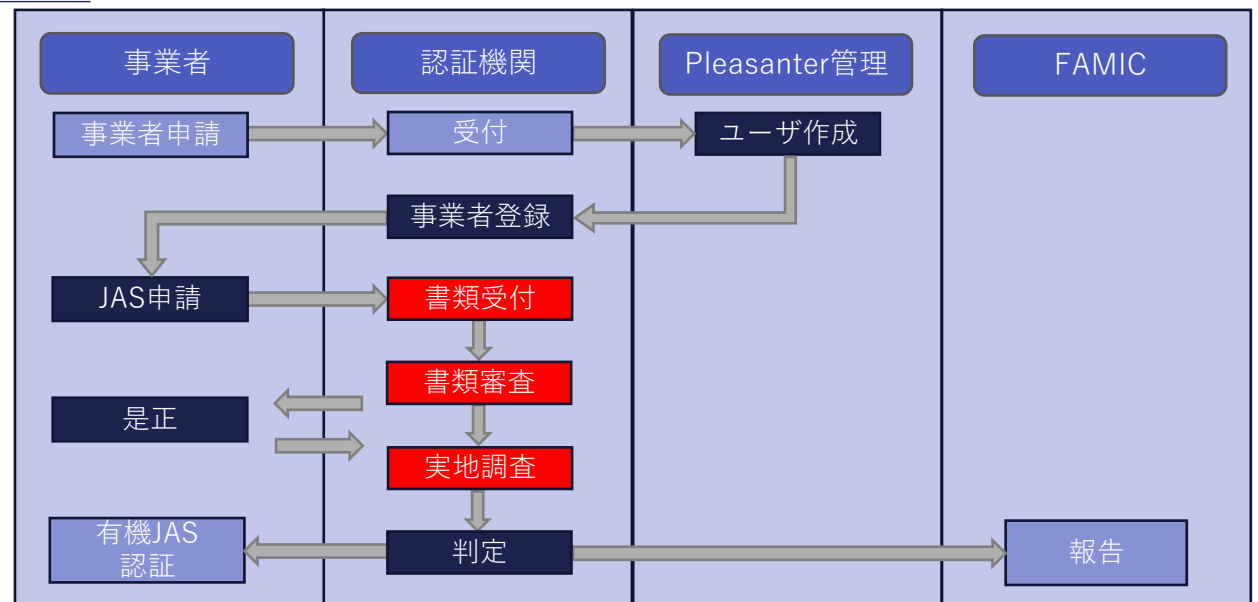 事業者
認証機関
Pleasanter管理
FAMIC
事業者申請
受付
ユーザ作成
事業者登録
JAS申請
書類受付
書類審査
是正
実地調査
有機JAS
認証
判定
報告